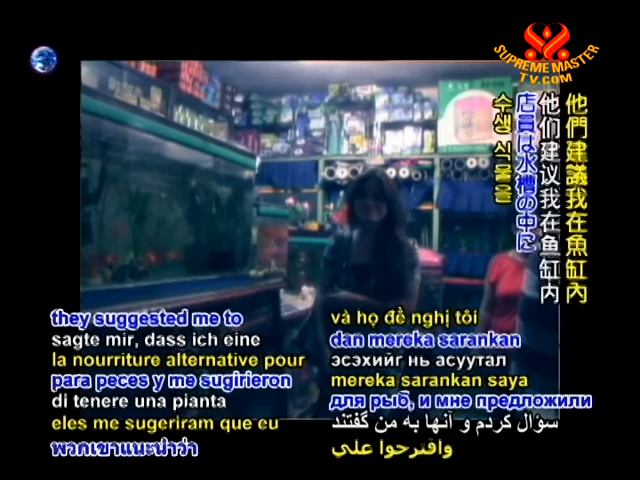 SUPREME MASTER
TV.COM
他們建議我在魚缸內
他们建议我在鱼缸内
店員は水槽の中に
수생 식물을
they suggested me to
sagte mir, dass ich eine
la nourriture alternative pour
para peces y me sugirieron
di tenere una pianta
eles me sugeriram que eu
พวกเขาแนะนำว่า
và họ đề nghị tôi
dan mereka sarankan
эсэхийг нь асуутал
mereka sarankan saya
для рыб, и мне предложили
سؤال کردم و آنها به من گفتند
واقترحوا علي